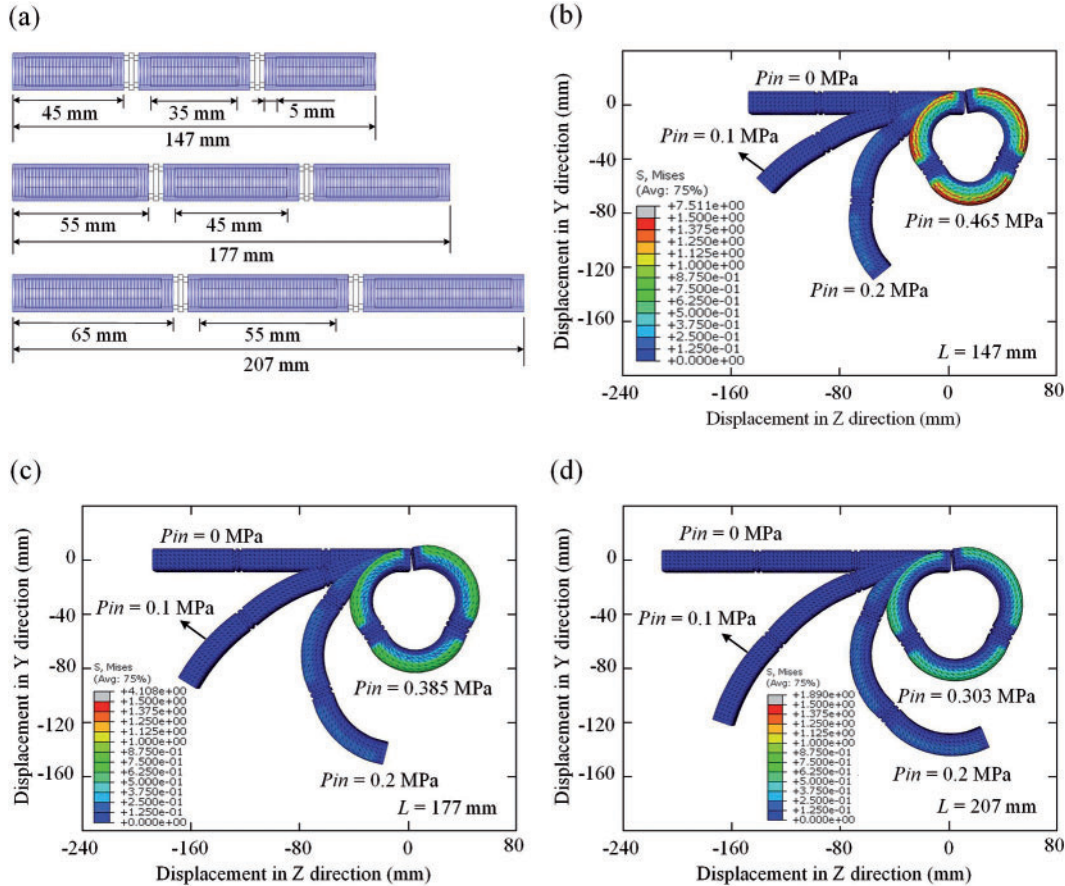 (a)
45 mm
35 mm
5 mm
147 mm
55 mm
45 mm
177 mm
65 mm
55 mm
207 mm
(b)
Displacement in Y direction (mm)
0
-40
-80
-120
-160
Pin = 0 MPa
Pin = 0.1 MPa
S, Mises
(Avg: 75%)
+7.511e+00
+1.500e+00
+1.375e+00
+1.250e+00
+1.125e+00
+1.000e+00
+8.750e-01
+7.500e-01
+6.250e-01
+5.000e-01
+3.750e-01
+2.500e-01
+1.250e-01
+0.000e+00
Pin = 0.465 MPa
Pin = 0.2 MPa
L = 147 mm
-240 -160 -80 0 80
Displacement in Z direction (mm)
(c)
Displacement in Y direction (mm)
0
-40
-80
-120
-160
Pin = 0 MPa
Pin = 0.1 MPa
S, Mises
(Avg: 75%)
+4.108e+00
+1.500e+00
+1.375e+00
+1.250e+00
+1.125e+00
+1.000e+00
+8.750e-01
+7.500e-01
+6.250e-01
+5.000e-01
+3.750e-01
+2.500e-01
+1.250e-01
+0.000e+00
Pin = 0.385 MPa
Pin = 0.2 MPa
L = 177 mm
-240 -160 -80 0 80
Displacement in Z direction (mm)
(d)
Displacement in Y direction (mm)
0
-40
-80
-120
-160
Pin = 0 MPa
Pin = 0.1 MPa
S, Mises
(Avg: 75%)
+1.890e+00
+1.500e+00
+1.375e+00
+1.250e+00
+1.125e+00
+1.000e+00
+8.750e-01
+7.500e-01
+6.250e-01
+5.000e-01
+3.750e-01
+2.500e-01
+1.250e-01
+0.000e+00
Pin = 0.303 MPa
Pin = 0.2 MPa
L = 207 mm
-240 -160 -80 0 80
Displacement in Z direction (mm)